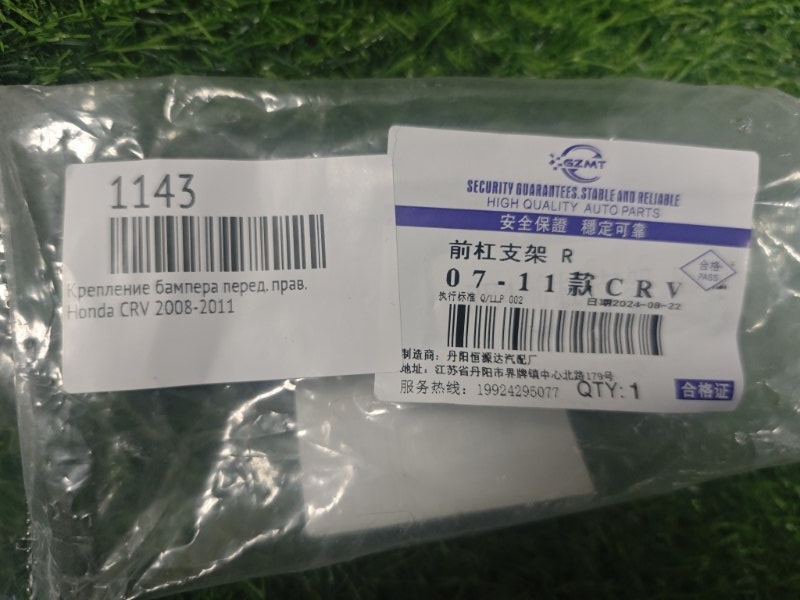 1143
Крепление бампера перед. прав.
Honda CRV 2008-2011
GZMT
SECURITY GUARANTEES.STABLE AND RELIABLE
HIGH QUALITY AUTO PARTS
安全保證 穩定可靠
前杠支架 R
07-11款CRV
合格
PASS
执行标准 Q/LLP 002
日期2024-08-22
制造商: 丹阳恒源达汽配厂
地址: 江苏省丹阳市界牌镇中心北路179号
服务热线: 19924295077 QTY: 1
合格证